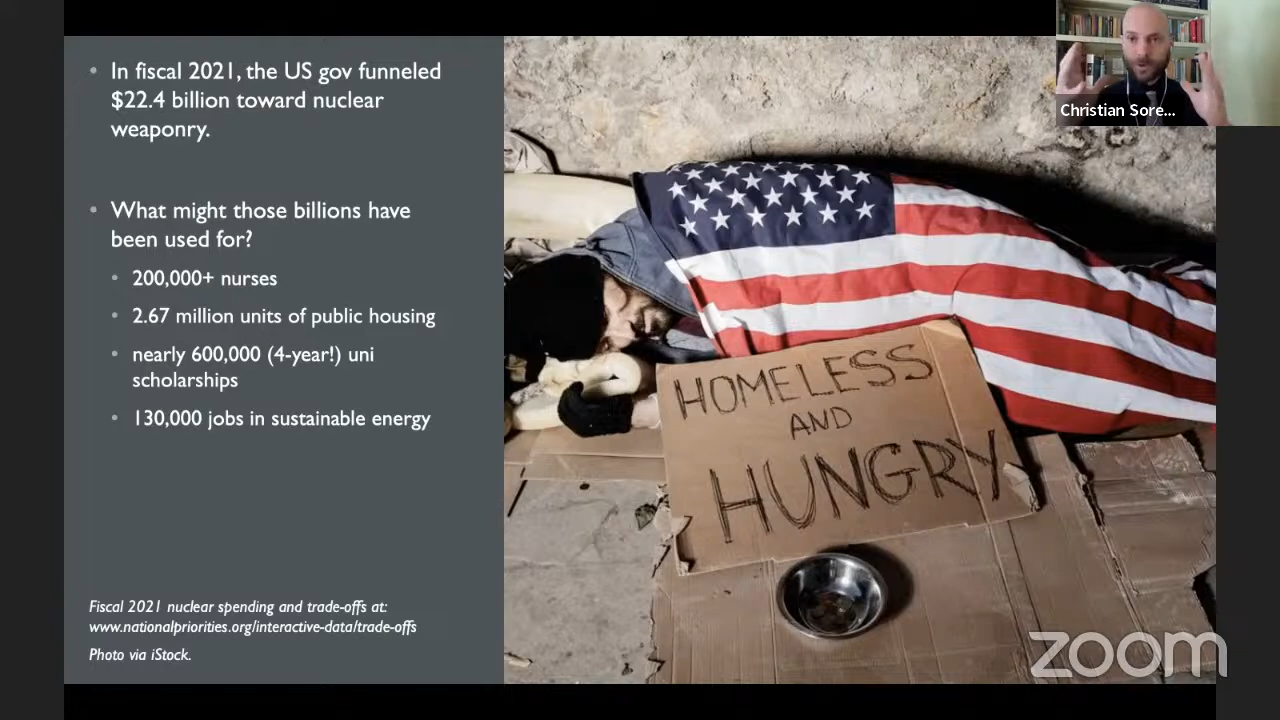 In fiscal 2021, the US gov funneled
$22.4 billion toward nuclear
weaponry.
What might those billions have
been used for?
200,000+ nurses
2.67 million units of public housing
nearly 600,000 (4-year!) uni
scholarships
130,000 jobs in sustainable energy
Fiscal 2021 nuclear spending and trade-offs at:
www.nationalpriorities.org/interactive-data/trade-offs
Photo via iStock.
HOMELESS
AND
HUNGRY
Christian Sore...
zoom